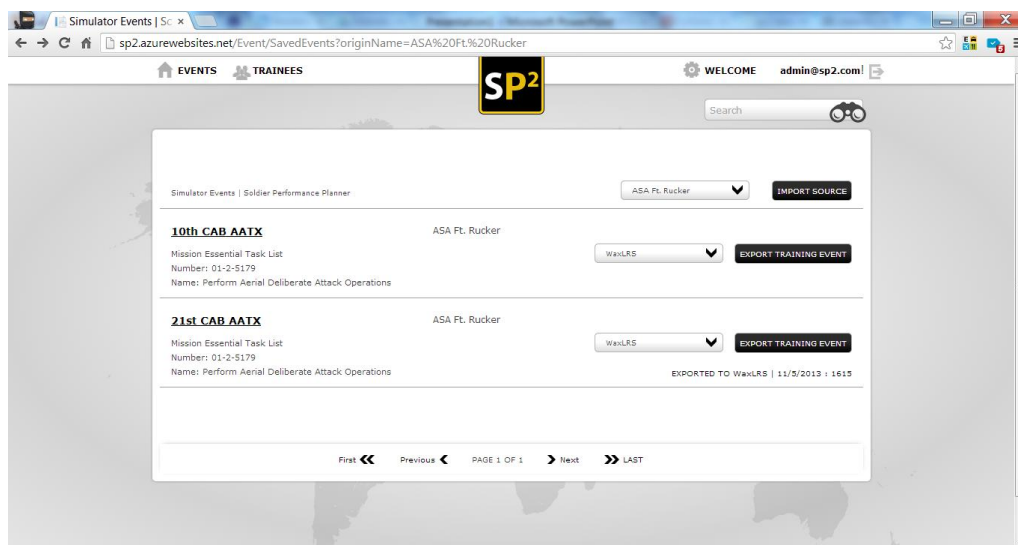 Simulator Events | Sc
sp2.azurewebsites.net/Event/SavedEvents?originName=ASA%20Ft.%20Rucker
EVENTS TRAINEES SP2 WELCOME admin@sp2.com!
Search
Simulator Events | Soldier Performance Planner ASA Ft. Rucker IMPORT SOURCE
10th CAB AATX ASA Ft. Rucker
Mission Essential Task List WaxLRS EXPORT TRAINING EVENT
Number: 01-2-5179
Name: Perform Aerial Deliberate Attack Operations
21st CAB AATX ASA Ft. Rucker
Mission Essential Task List WaxLRS EXPORT TRAINING EVENT
Number: 01-2-5179
Name: Perform Aerial Deliberate Attack Operations EXPORTED TO WaxLRS | 11/5/2013 : 1615
First Previous PAGE 1 OF 1 Next LAST